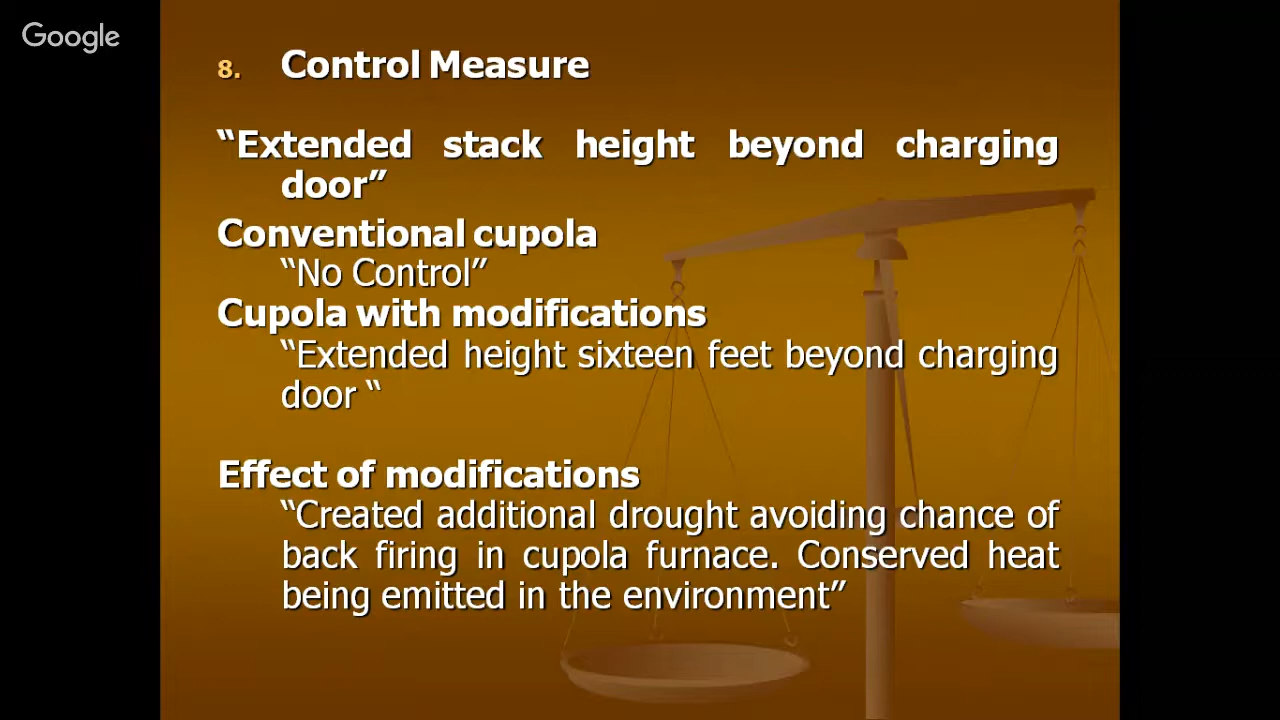 Google
8. Control Measure
“Extended stack height beyond charging
door”
Conventional cupola
“No Control”
Cupola with modifications
“Extended height sixteen feet beyond charging
door “
Effect of modifications
“Created additional drought avoiding chance of
back firing in cupola furnace. Conserved heat
being emitted in the environment”